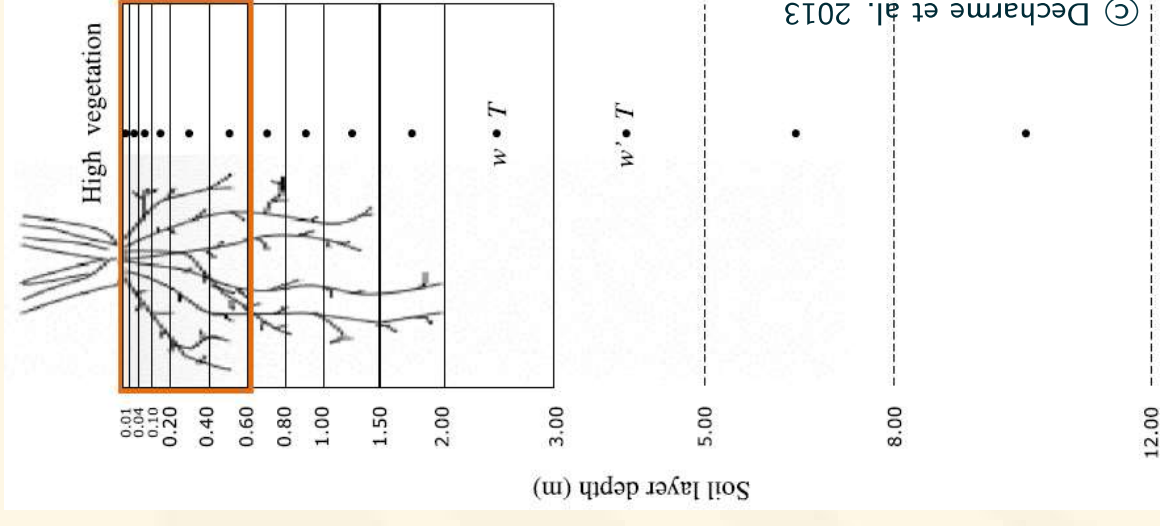 © Decharme et al. 2013
High vegetation
0.01
0.04
0.10
0.20
0.40
0.60
0.80
1.00
1.50
2.00
3.00
5.00
8.00
12.00
w • T
w' • T
Soil layer depth (m)